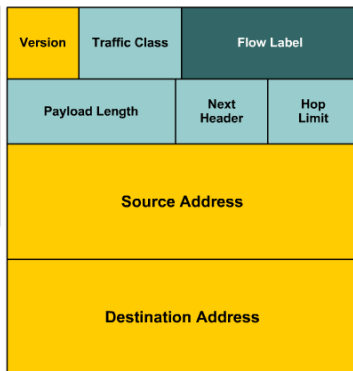 Version Traffic Class Flow Label
Payload Length Next Header Hop Limit
Source Address
Destination Address